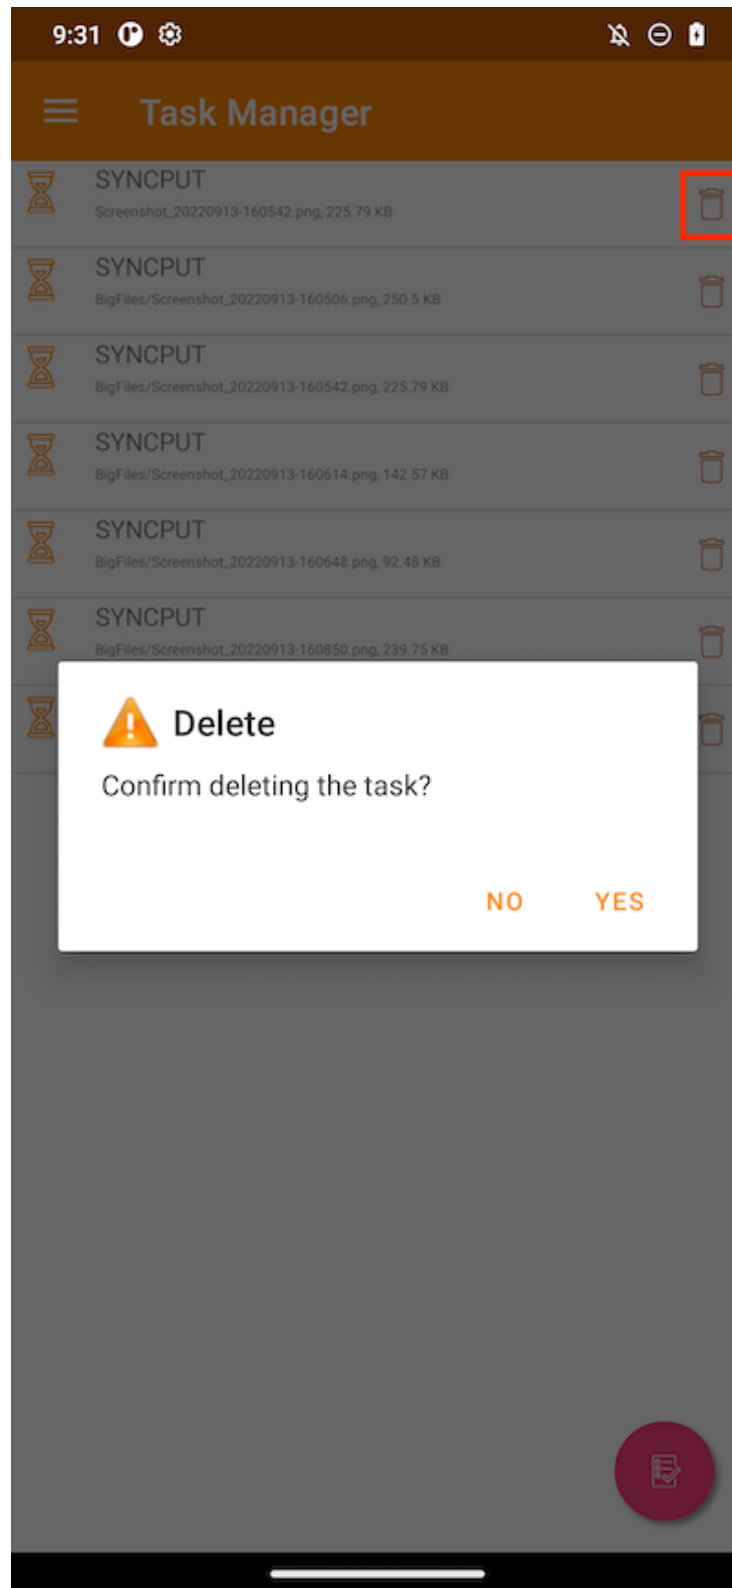 9:31
Task Manager
SYNCPUT
Screenshot_20220913-160542.png, 225.79 KB
SYNCPUT
BigFiles/Screenshot_20220913-160506.png, 250.5 KB
SYNCPUT
BigFiles/Screenshot_20220913-160542.png, 225.79 KB
SYNCPUT
BigFiles/Screenshot_20220913-160614.png, 142.57 KB
SYNCPUT
BigFiles/Screenshot_20220913-160648.png, 92.48 KB
SYNCPUT
BigFiles/Screenshot_20220913-160850.png, 239.75 KB
Delete
Confirm deleting the task?
NO YES